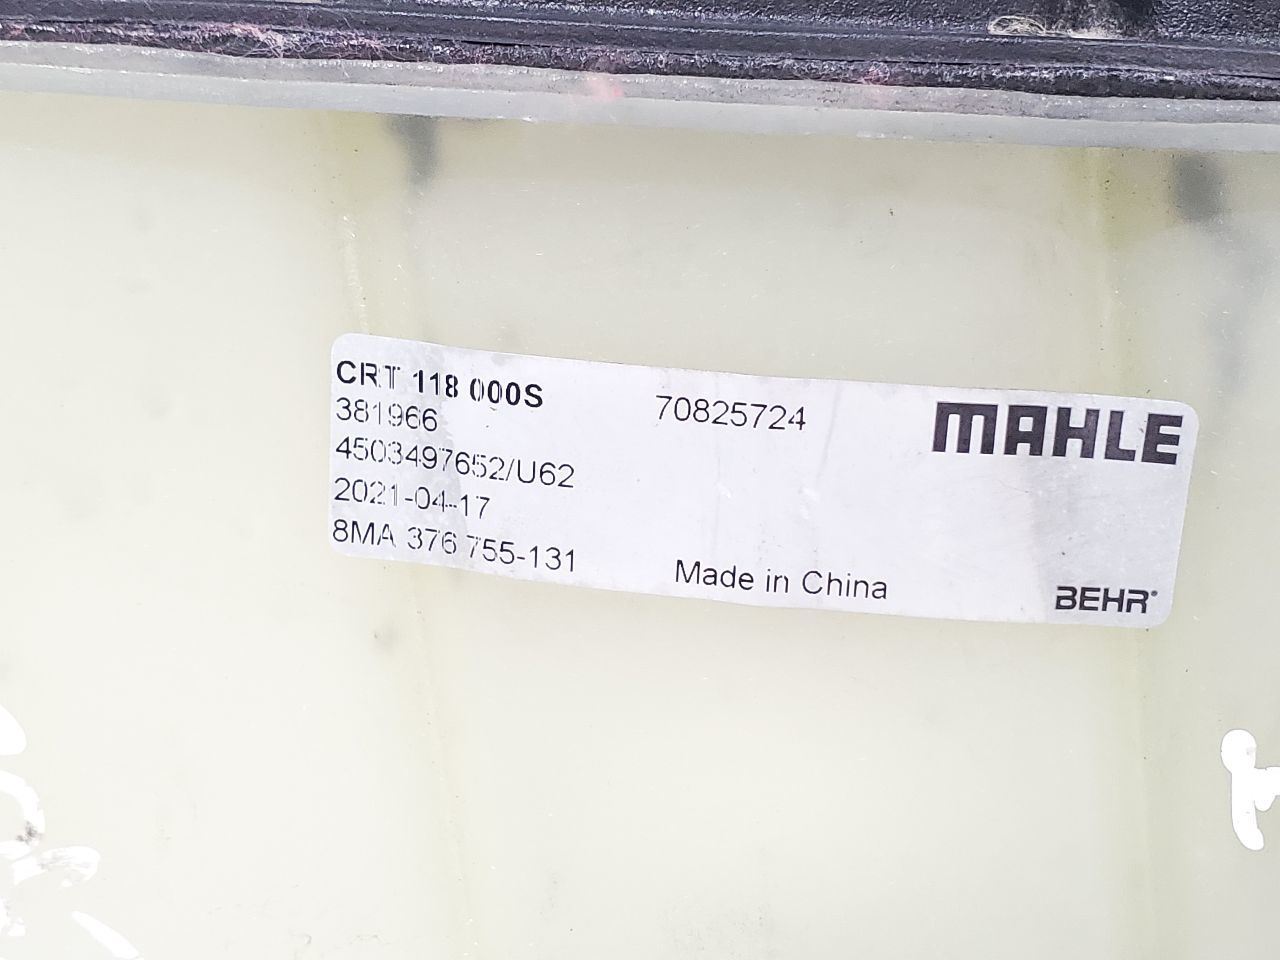 CRT 118 000S
70825724
MAHLE
381966
4503497652/U62
2021-04-17
8MA 376 755-131
Made in China
BEHR®